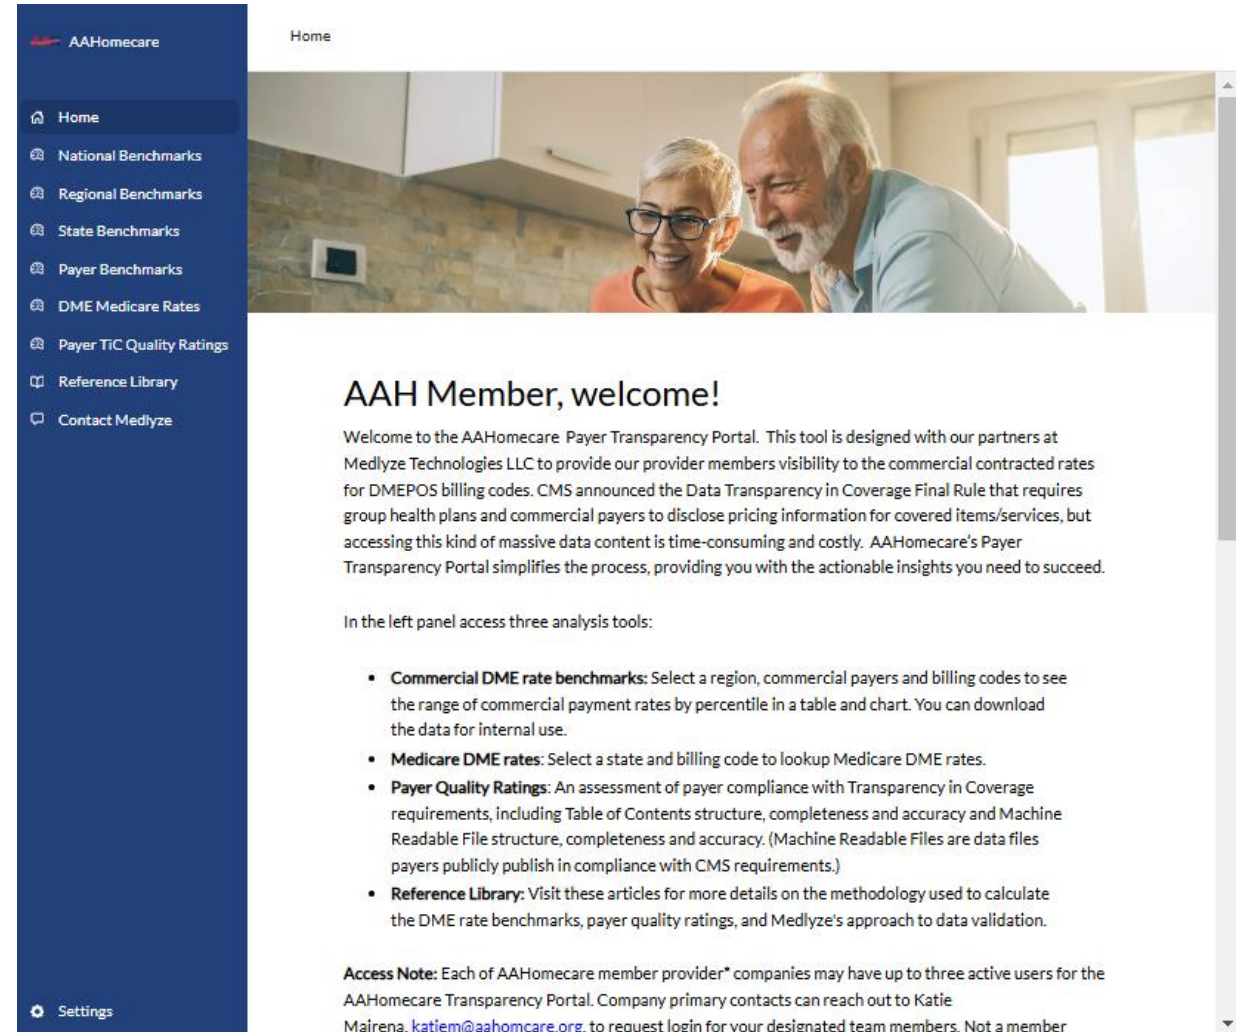 AAHomecare
Home
Home
National Benchmarks
Regional Benchmarks
State Benchmarks
Payer Benchmarks
DME Medicare Rates
Payer TiC Quality Ratings
Reference Library
Contact Medlyze
Settings
AAH Member, welcome!
Welcome to the AAHomecare Payer Transparency Portal. This tool is designed with our partners at
Medlyze Technologies LLC to provide our provider members visibility to the commercial contracted rates
for DMEPOS billing codes. CMS announced the Data Transparency in Coverage Final Rule that requires
group health plans and commercial payers to disclose pricing information for covered items/services, but
accessing this kind of massive data content is time-consuming and costly. AAHomecare's Payer
Transparency Portal simplifies the process, providing you with the actionable insights you need to succeed.
In the left panel access three analysis tools:
• Commercial DME rate benchmarks: Select a region, commercial payers and billing codes to see
the range of commercial payment rates by percentile in a table and chart. You can download
the data for internal use.
• Medicare DME rates: Select a state and billing code to lookup Medicare DME rates.
• Payer Quality Ratings: An assessment of payer compliance with Transparency in Coverage
requirements, including Table of Contents structure, completeness and accuracy and Machine
Readable File structure, completeness and accuracy. (Machine Readable Files are data files
payers publicly publish in compliance with CMS requirements.)
• Reference Library: Visit these articles for more details on the methodology used to calculate
the DME rate benchmarks, payer quality ratings, and Medlyze's approach to data validation.
Access Note: Each of AAHomecare member provider* companies may have up to three active users for the
AAHomecare Transparency Portal. Company primary contacts can reach out to Katie
Mairena, katiem@aahomcare.org, to request login for your designated team members. Not a member